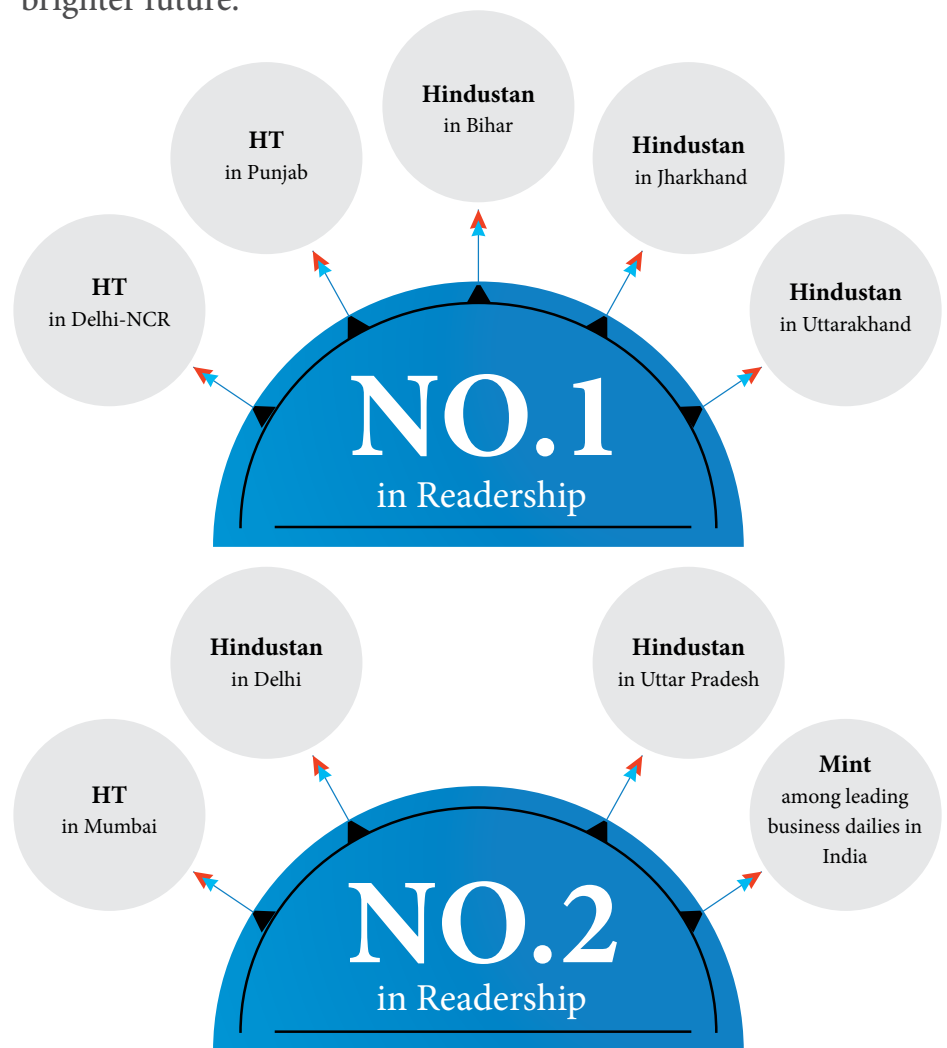 brighter future.
Hindustan
in Bihar
HT
in Punjab
Hindustan
in Jharkhand
HT
in Delhi-NCR
Hindustan
in Uttarakhand
NO.1
in Readership
Hindustan
in Delhi
Hindustan
in Uttar Pradesh
HT
in Mumbai
Mint
among leading
business dailies in
India
NO.2
in Readership